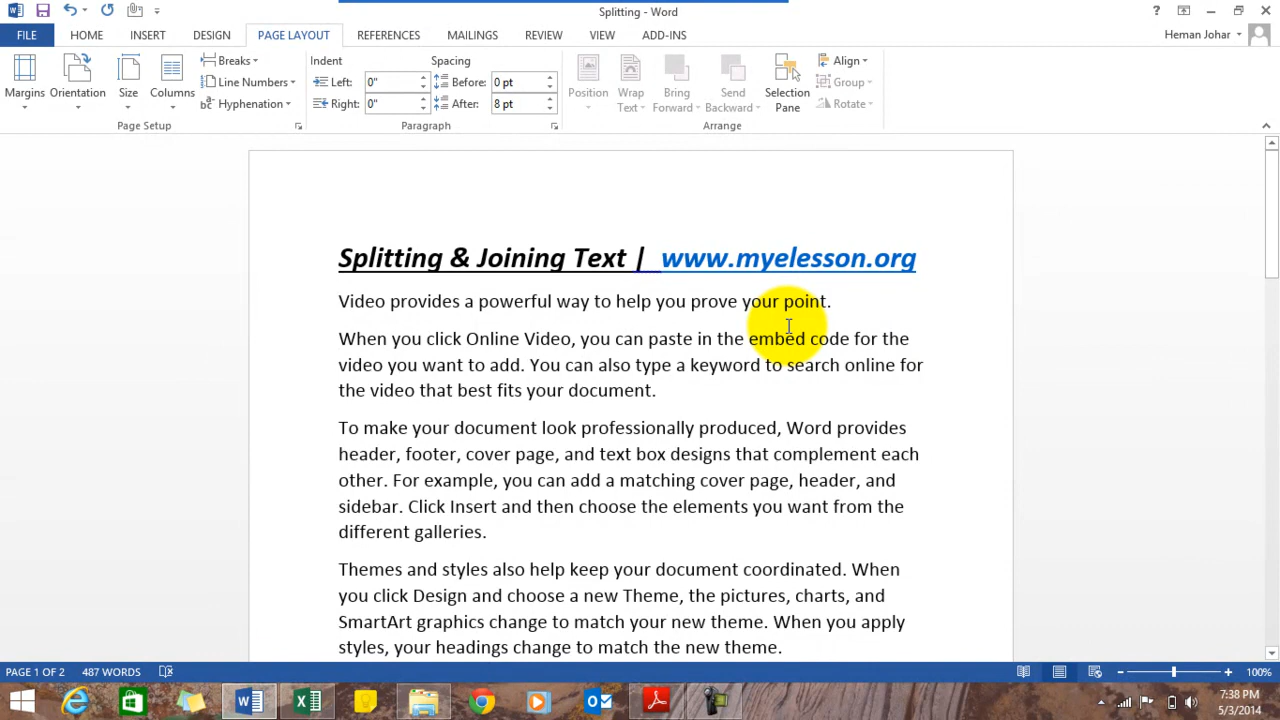 Splitting - Word
FILE HOME INSERT DESIGN PAGE LAYOUT REFERENCES MAILINGS REVIEW VIEW ADD-INS Heman Johar
Margins
Orientation
Size
Columns
Breaks
Line Numbers
Hyphenation
Page Setup
Indent
Left: 0"
Right: 0"
Spacing
Before: 0 pt
After: 8 pt
Paragraph
Position
Wrap
Text
Bring
Forward
Send
Backward
Selection
Pane
Align
Group
Rotate
Arrange
Splitting & Joining Text | www.myelesson.org
Video provides a powerful way to help you prove your point.
When you click Online Video, you can paste in the embed code for the
video you want to add. You can also type a keyword to search online for
the video that best fits your document.
To make your document look professionally produced, Word provides
header, footer, cover page, and text box designs that complement each
other. For example, you can add a matching cover page, header, and
sidebar. Click Insert and then choose the elements you want from the
different galleries.
Themes and styles also help keep your document coordinated. When
you click Design and choose a new Theme, the pictures, charts, and
SmartArt graphics change to match your new theme. When you apply
styles, your headings change to match the new theme.
PAGE 1 OF 2 487 WORDS 100%
7:38 PM
5/3/2014